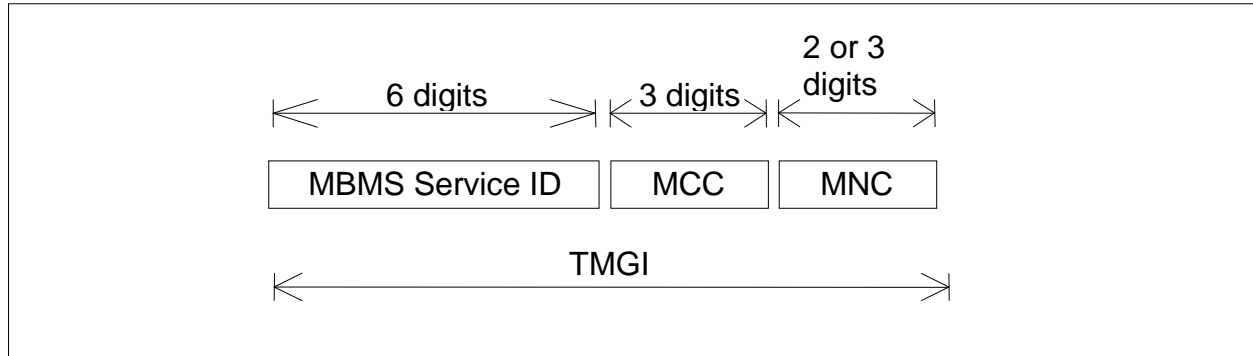 2 or 3
digits
6 digits
3 digits
MBMS Service ID
MCC
MNC
TMGI